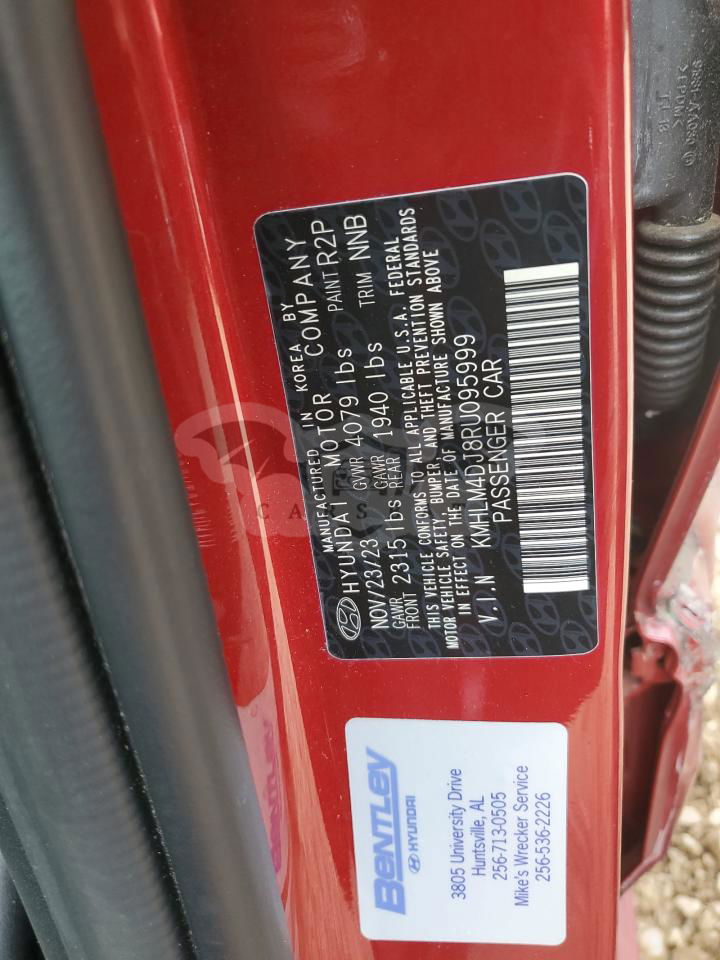 MANUFACTURED IN KOREA BY
HYUNDAI MOTOR COMPANY
NOV/23/23 GVWR 4079 lbs PAINT R2P
GAWR FRONT 2315 lbs GAWR REAR 1940 lbs TRIM NNB
THIS VEHICLE CONFORMS TO ALL APPLICABLE U.S.A. FEDERAL
MOTOR VEHICLE SAFETY, BUMPER AND THEFT PREVENTION STANDARDS
IN EFFECT ON THE DATE OF MANUFACTURE SHOWN ABOVE
V.I.N KMHLM4DJ8RU095999
PASSENGER CAR
BENTLEY
HYUNDAI
3805 University Drive
Huntsville, AL
256-713-0505
Mike's Wrecker Service
256-536-2226